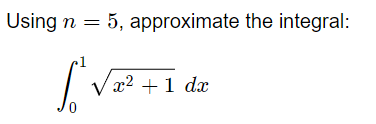 Using n = 5, approximate the integral:
∫₀¹ √(x² + 1) dx